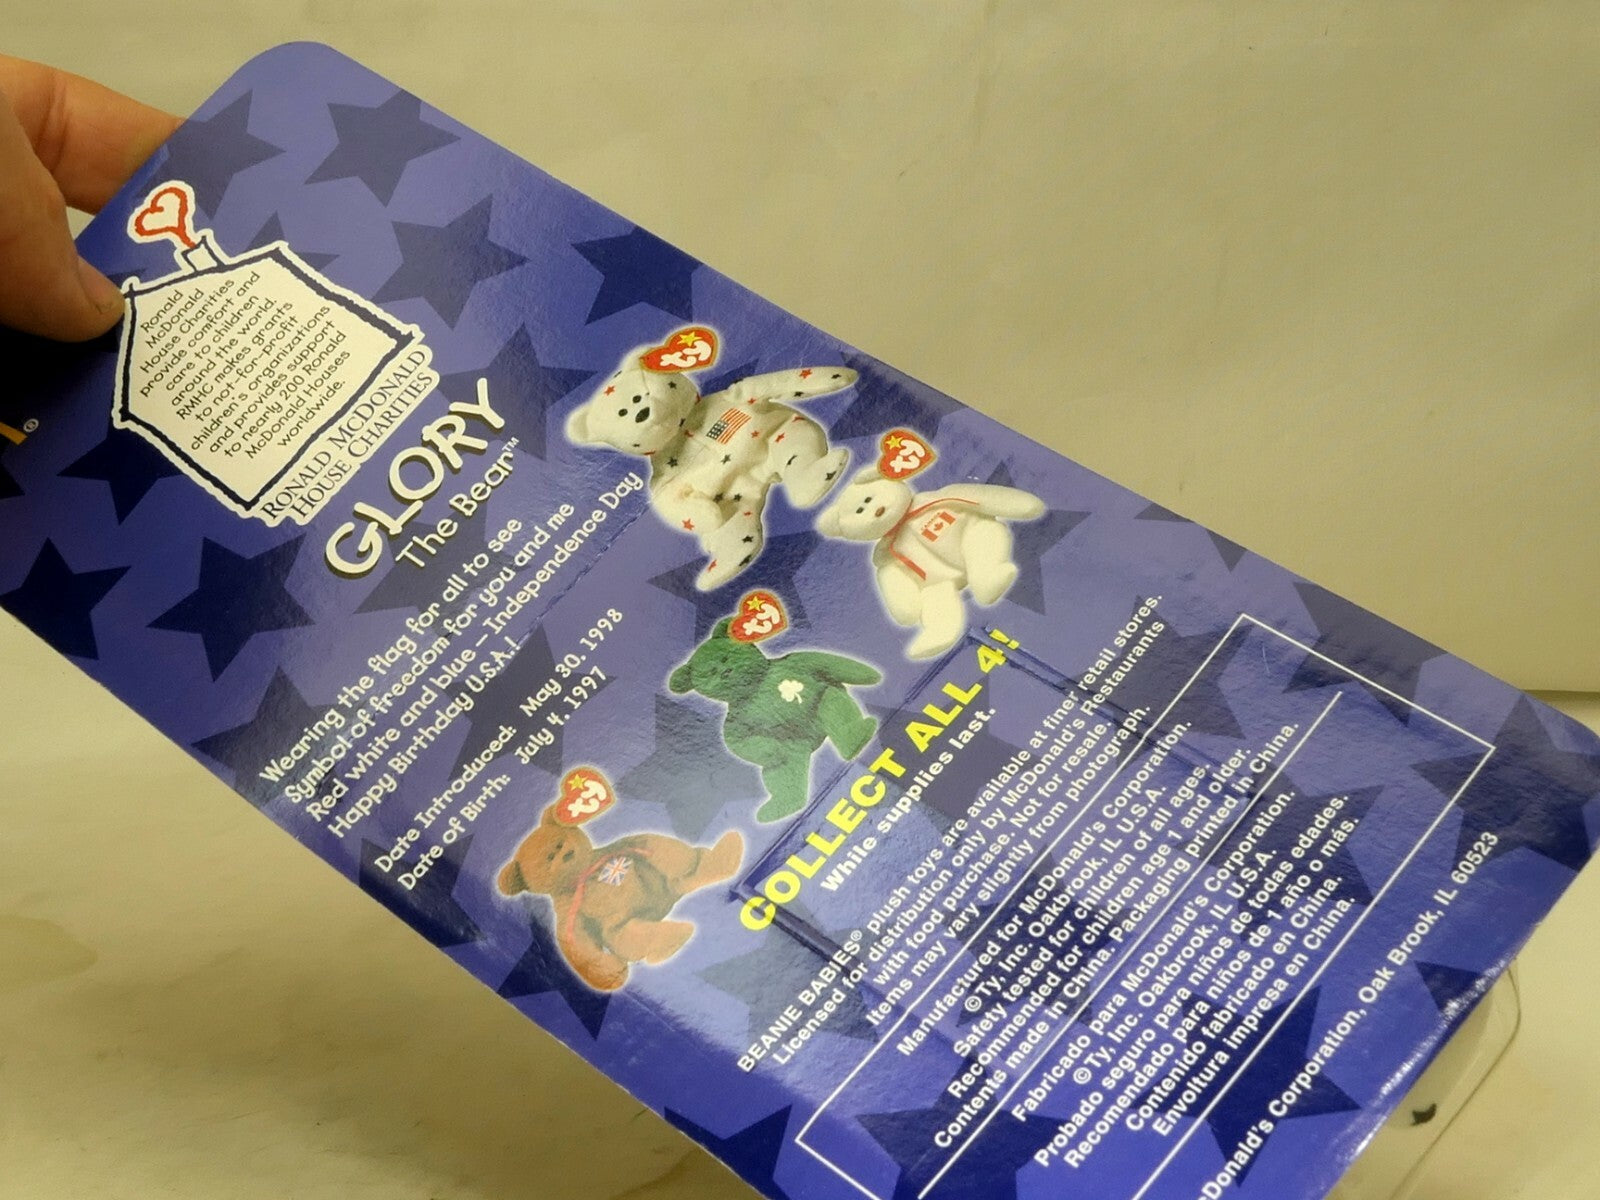 Ronald
McDonald
House Charities
provide comfort and
care to children
around the world.
RMHC makes grants
to not-for-profit
children's organizations
and provides support
to nearly 200 Ronald
McDonald Houses
worldwide.
RONALD MCDONALD
HOUSE CHARITIES
®
GLORY
The Bear™
Wearing the flag for all to see
Symbol of freedom for you and me
Red white and blue – Independence Day
Happy Birthday U.S.A.!
Date Introduced: May 30, 1998
Date of Birth: July 4, 1997
ty
ty
ty
ty
CANADA
COLLECT ALL 4!
While supplies last.
BEANIE BABIES® plush toys are available at finer retail stores.
Licensed for distribution only by McDonald's Restaurants
with food purchase. Not for resale.
Items may vary slightly from photograph.
Manufactured for McDonald's Corporation.
©Ty, Inc. Oakbrook, IL U.S.A.
Safety tested for children of all ages.
Recommended for children age 1 and older.
Contents made in China. Packaging printed in China.
Fabricado para McDonald's Corporation.
©Ty, Inc. Oakbrook, IL U.S.A.
Probado seguro para niños de todas edades.
Recomendado para niños de 1 año o más.
Contenido fabricado en China.
Envoltura impresa en China.
McDonald's Corporation, Oak Brook, IL 60523